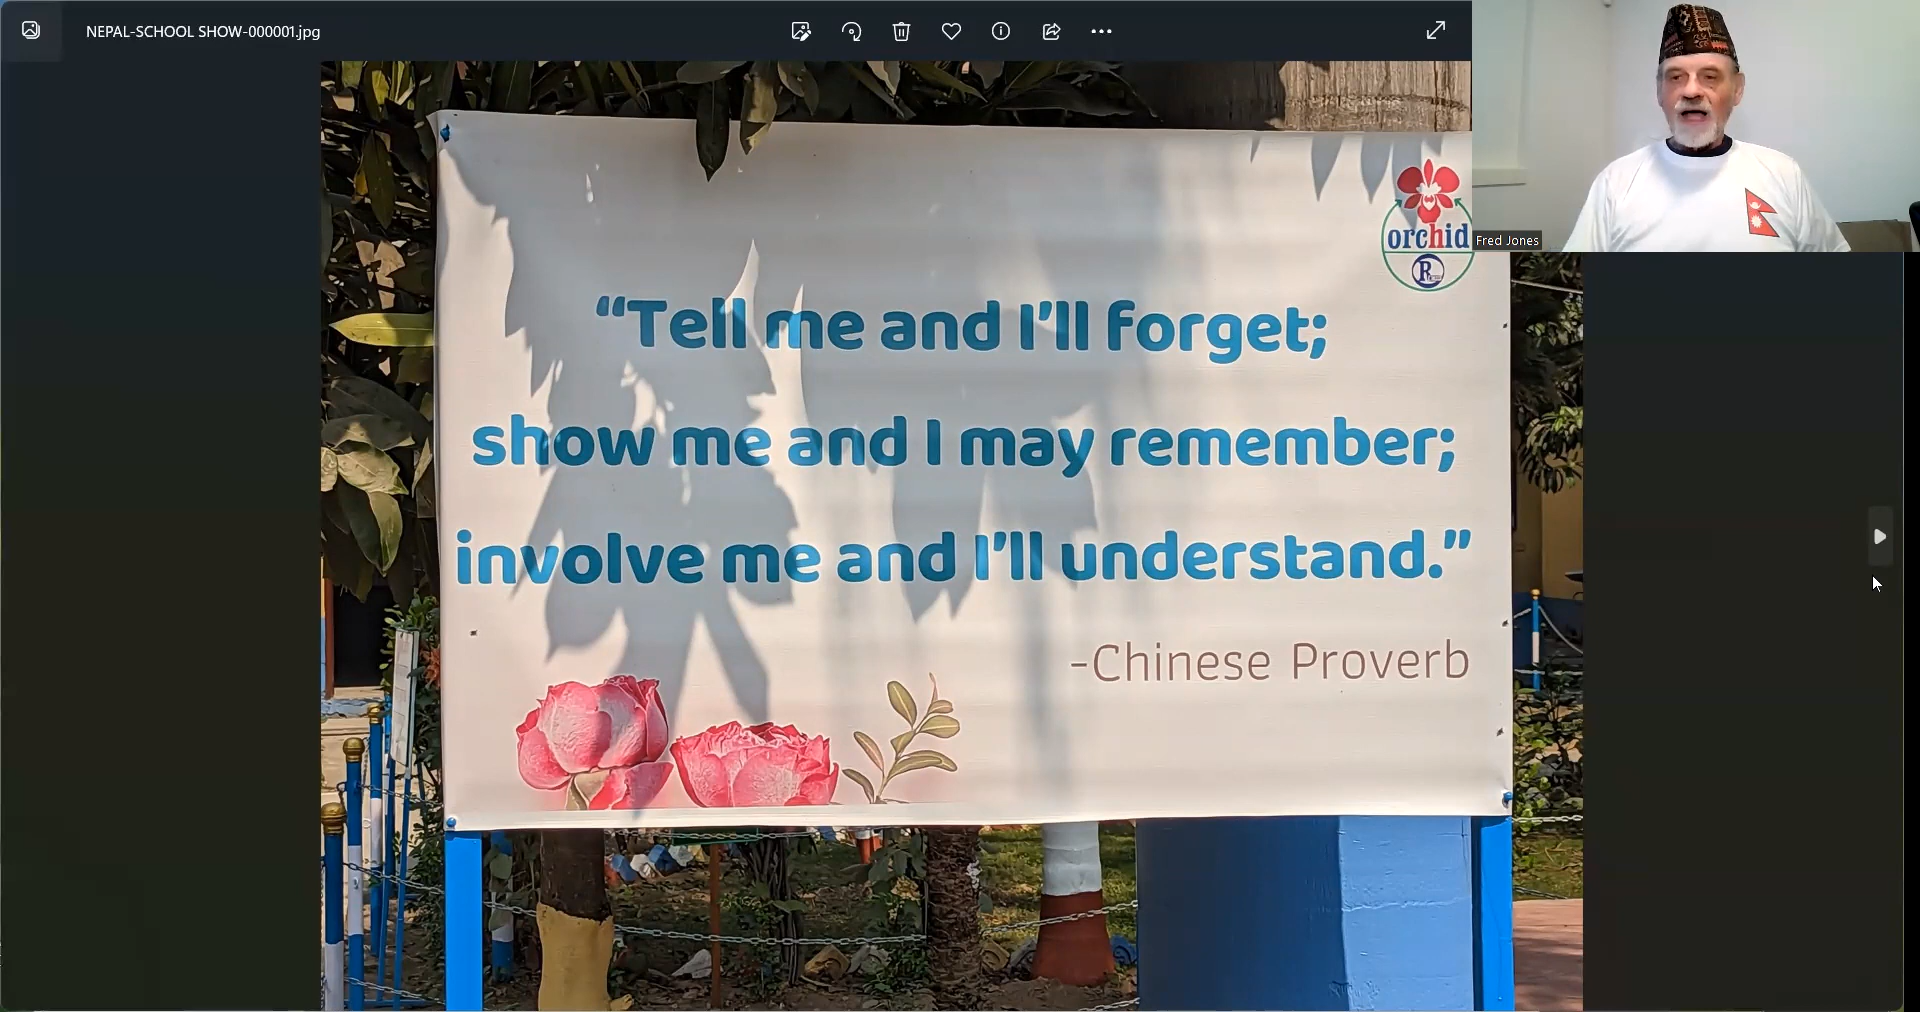 NEPAL-SCHOOL SHOW-000001.jpg
orchid
R
Fred Jones
“Tell me and I’ll forget;
show me and I may remember;
involve me and I’ll understand.”
-Chinese Proverb